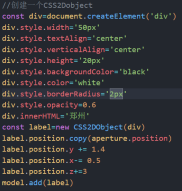 //创建一个CSS2Dobject
const div=document.createElement('div')
div.style.width='50px'
div.style.textAlign='center'
div.style.verticalAlign='center'
div.style.height='20px'
div.style.backgroundColor='black'
div.style.color='white'
div.style.borderRadius='2px'
div.style.opacity=0.6
div.innerHTML='郑州'
const label=new CSS2DObject(div)
label.position.copy(aperture.position)
label.position.y += 1.4
label.position.x-= 0.5
label.position.z+=3
model.add(label)